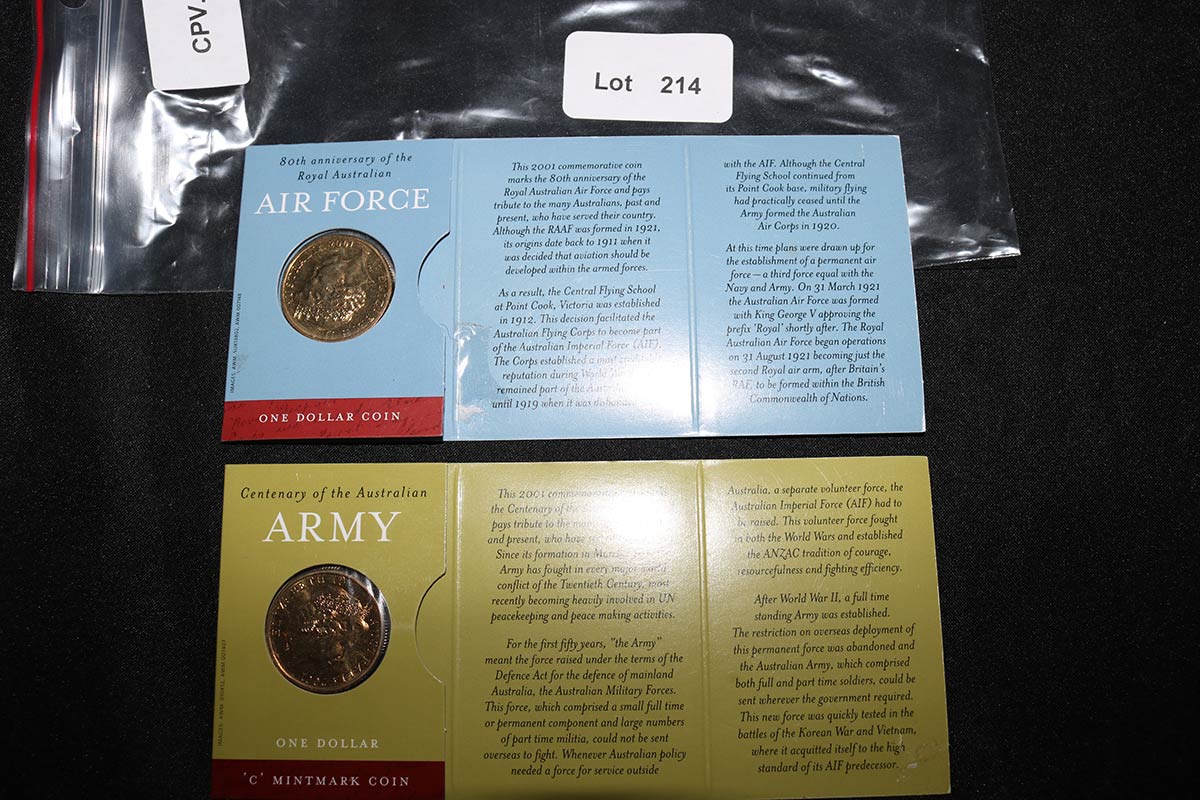 CPV.
Lot 214
80th anniversary of the
Royal Australian
AIR FORCE
2001
ONE DOLLAR COIN
This 2001 commemorative coin
marks the 80th anniversary of the
Royal Australian Air Force and pays
tribute to the many Australians, past and
present, who have served their country.
Although the RAAF was formed in 1921,
its origins date back to 1911 when it
was decided that aviation should be
developed within the armed forces.
As a result, the Central Flying School
at Point Cook, Victoria was established
in 1912. This decision facilitated the
Australian Flying Corps to become part
of the Australian Imperial Force (AIF).
The Corps established a most
reputation during World
remained part of the
until 1919 when it was
with the AIF. Although the Central
Flying School continued from
its Point Cook base, military flying
had practically ceased until the
Army formed the Australian
Air Corps in 1920.
At this time plans were drawn up for
the establishment of a permanent air
force — a third force equal with the
Navy and Army. On 31 March 1921
the Australian Air Force was formed
with King George V approving the
prefix 'Royal' shortly after. The Royal
Australian Air Force began operations
on 31 August 1921 becoming just the
second Royal air arm, after Britain's
RAF, to be formed within the British
Commonwealth of Nations.
Centenary of the Australian
ARMY
ONE DOLLAR
'C' MINTMARK COIN
This 2001
the Centenary of the
pays tribute to the
and present, who have
Since its formation in
Army has fought in every major world
conflict of the Twentieth Century, most
recently becoming heavily involved in UN
peacekeeping and peace making activities.
For the first fifty years, "the Army"
meant the force raised under the terms of the
Defence Act for the defence of mainland
Australia, the Australian Military Forces.
This force, which comprised a small full time
or permanent component and large numbers
of part time militia, could not be sent
overseas to fight. Whenever Australian policy
needed a force for service outside
Australia, a separate volunteer force, the
Australian Imperial Force (AIF) had to
be raised. This volunteer force fought
in both the World Wars and established
the ANZAC tradition of courage,
resourcefulness and fighting efficiency.
After World War II, a full time
standing Army was established.
The restriction on overseas deployment of
this permanent force was abandoned and
the Australian Army, which comprised
both full and part time soldiers, could be
sent wherever the government required.
This new force was quickly tested in the
battles of the Korean War and Vietnam,
where it acquitted itself to the high
standard of its AIF predecessor.